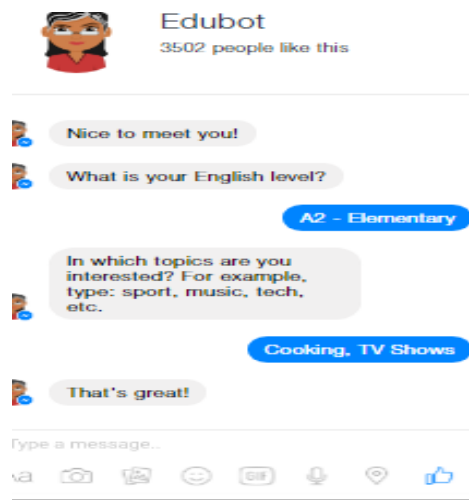 Edubot
3502 people like this
Nice to meet you!
What is your English level?
A2 - Elementary
In which topics are you
interested? For example,
type: sport, music, tech,
etc.
Cooking, TV Shows
That's great!
Type a message..
GIF